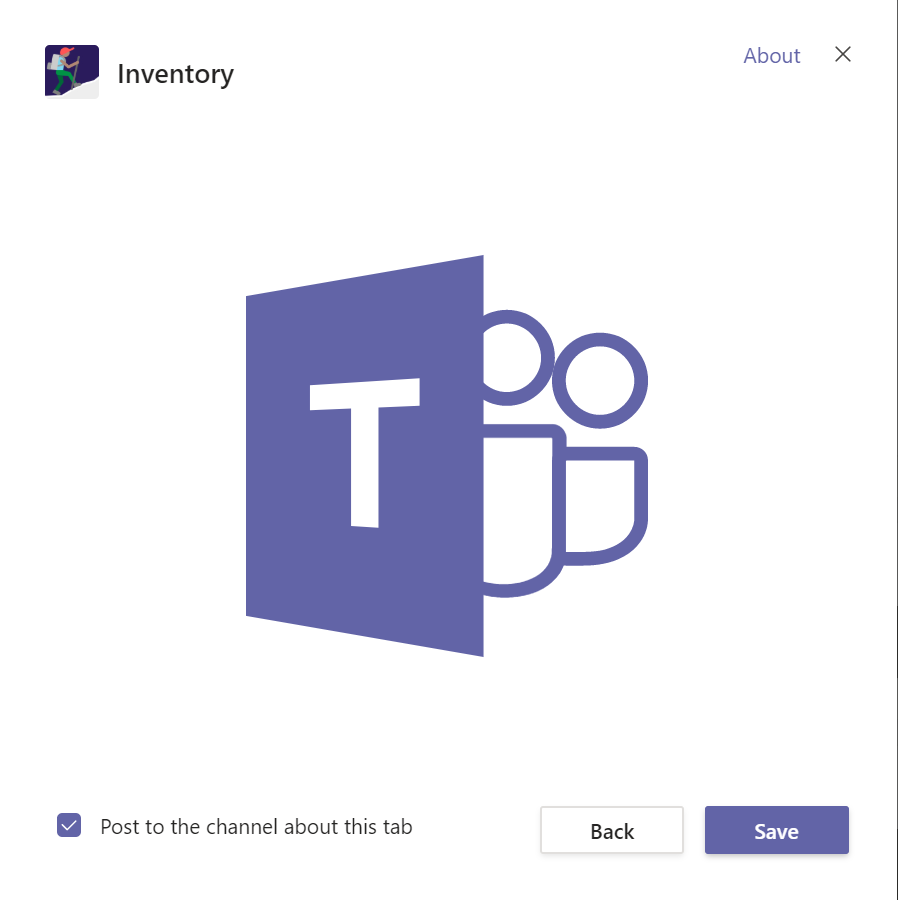 Inventory
About
T
Post to the channel about this tab
Back
Save